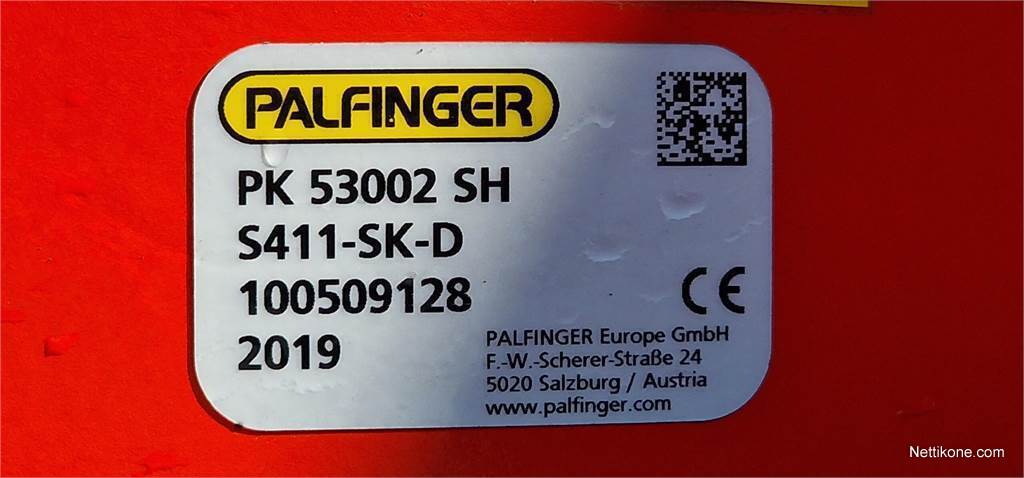 PALFINGER
PK 53002 SH
S411-SK-D
100509128
2019
CE
PALFINGER Europe GmbH
F.-W.-Scherer-Straße 24
5020 Salzburg / Austria
www.palfinger.com
Nettikone.com